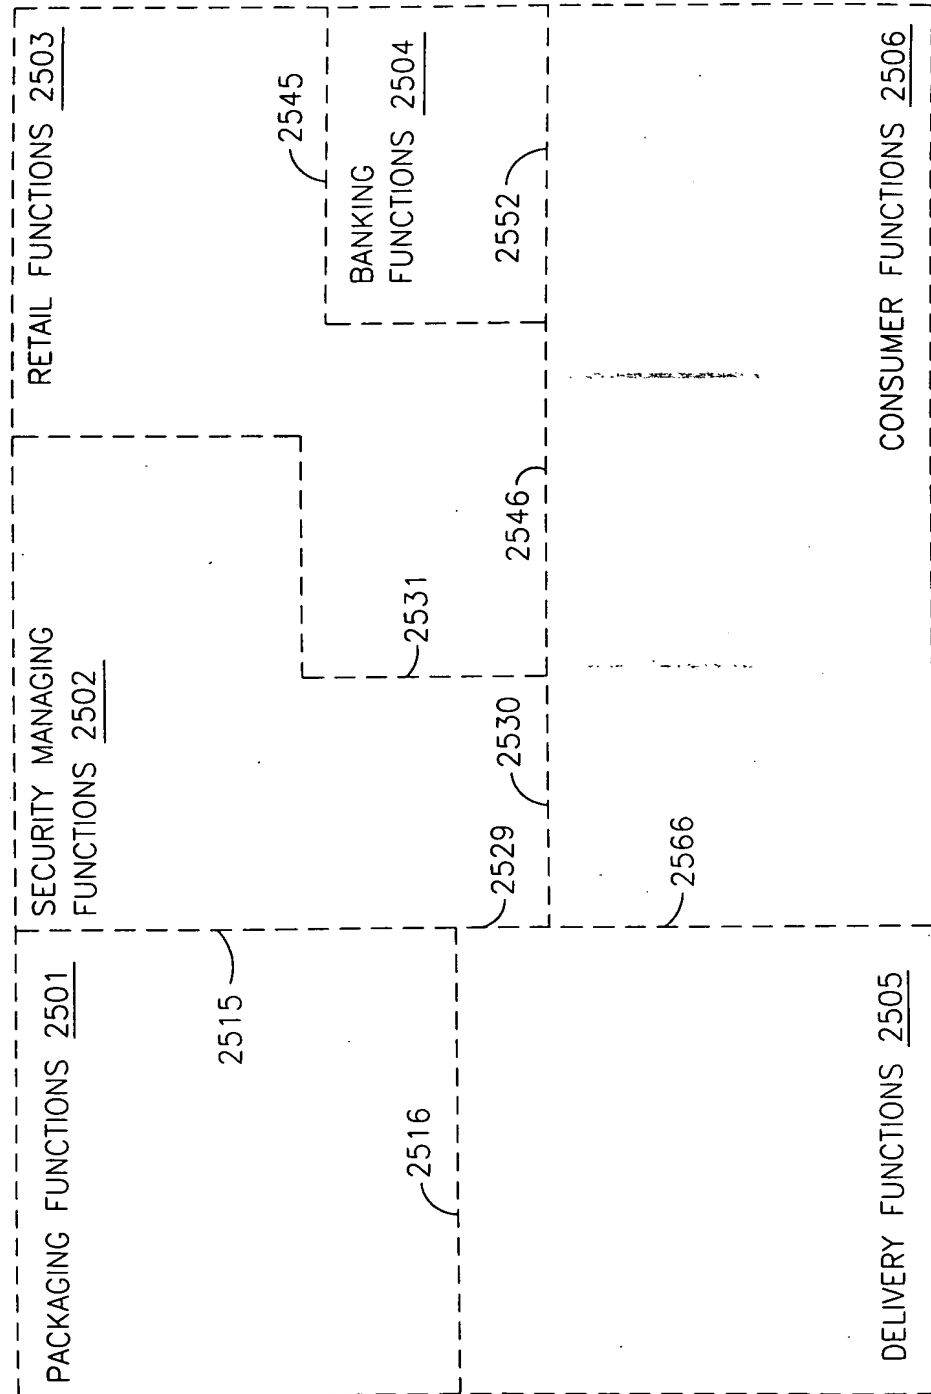 PACKAGING FUNCTIONS 2501
SECURITY MANAGING
FUNCTIONS 2502
RETAIL FUNCTIONS 2503
2515
2545
BANKING
FUNCTIONS 2504
2531
2516
2529
2530
2546
2552
2566
DELIVERY FUNCTIONS 2505
CONSUMER FUNCTIONS 2506